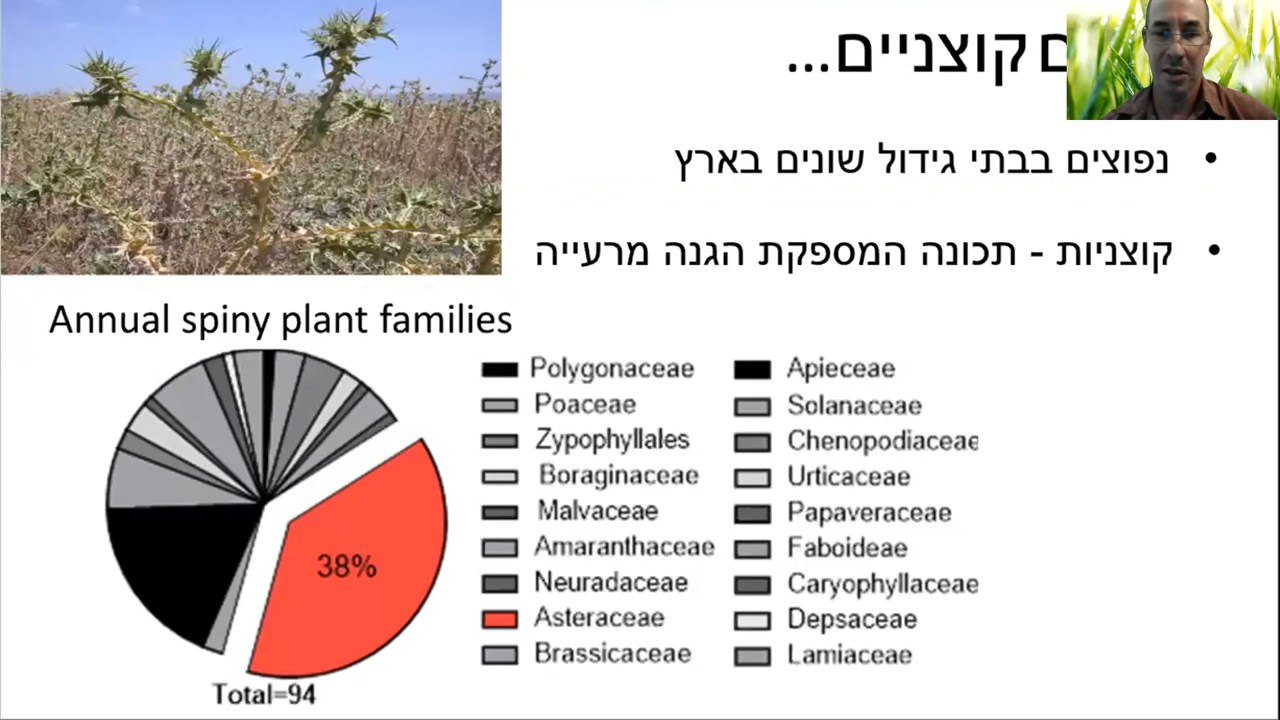 קוצניים...
נפוצים בבתי גידול שונים בארץ
קוצניות - תכונה המספקת הגנה מרעייה
Annual spiny plant families
38%
Total=94
Polygonaceae
Poaceae
Zypophyllales
Boraginaceae
Malvaceae
Amaranthaceae
Neuradaceae
Asteraceae
Brassicaceae
Apieceae
Solanaceae
Chenopodiaceae
Urticaceae
Papaveraceae
Faboideae
Caryophyllaceae
Depsaceae
Lamiaceae